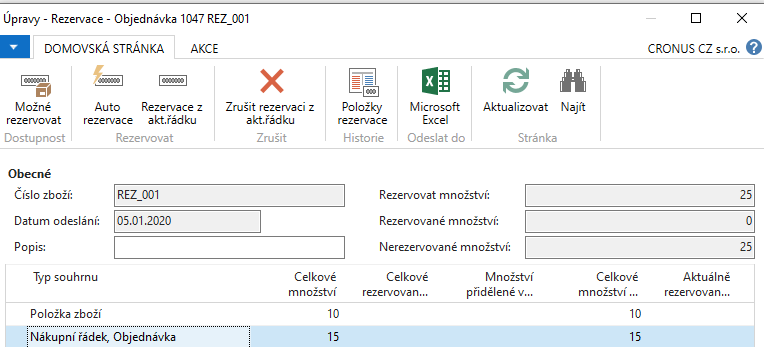 Úpravy - Rezervace - Objednávka 1047 REZ_001
DOMOVSKÁ STRÁNKA AKCE CRONUS CZ s.r.o. ?
Možné rezervovat
Dostupnost
Auto rezervace
Rezervace z akt.řádku
Rezervovat
Zrušit rezervaci z akt.řádku
Zrušit
Položky rezervace
Historie
Microsoft Excel
Odeslat do
Aktualizovat
Najít
Stránka
Obecné
Číslo zboží: REZ_001 Rezervovat množství: 25
Datum odeslání: 05.01.2020 Rezervované množství: 0
Popis: Nerezervované množství: 25
Typ souhrnu Celkové množství Celkové rezervovan... Množství přidělené v... Celkové množství ... Aktuálně rezervovan...
Položka zboží 10 10
Nákupní řádek, Objednávka 15 15